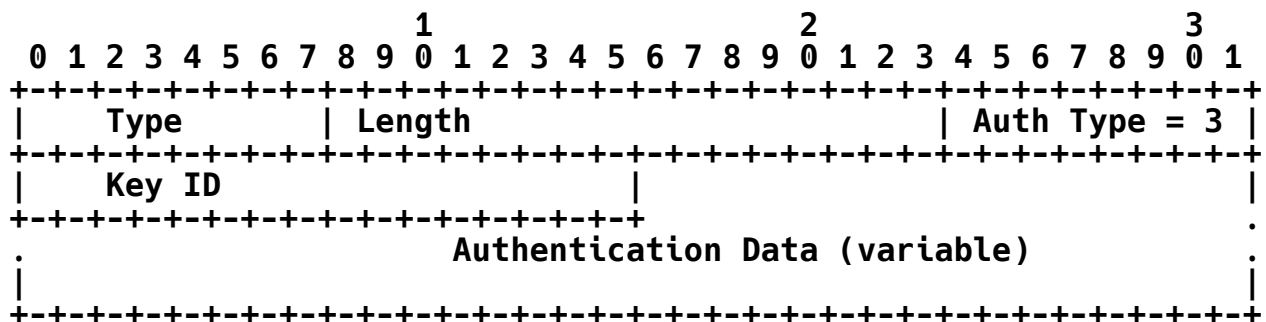 1                   2                   3
 0 1 2 3 4 5 6 7 8 9 0 1 2 3 4 5 6 7 8 9 0 1 2 3 4 5 6 7 8 9 0 1
+-+-+-+-+-+-+-+-+-+-+-+-+-+-+-+-+-+-+-+-+-+-+-+-+-+-+-+-+-+-+-+-+
|    Type       | Length                        | Auth Type = 3 |
+-+-+-+-+-+-+-+-+-+-+-+-+-+-+-+-+-+-+-+-+-+-+-+-+-+-+-+-+-+-+-+-+
|    Key ID                     |                               |
+-+-+-+-+-+-+-+-+-+-+-+-+-+-+-+-+                               .
.                      Authentication Data (variable)           .
|                                                               |
+-+-+-+-+-+-+-+-+-+-+-+-+-+-+-+-+-+-+-+-+-+-+-+-+-+-+-+-+-+-+-+-+